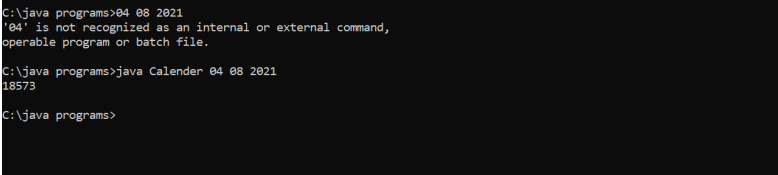 C:\java programs>04 08 2021
'04' is not recognized as an internal or external command,
operable program or batch file.
C:\java programs>java Calender 04 08 2021
18573
C:\java programs>